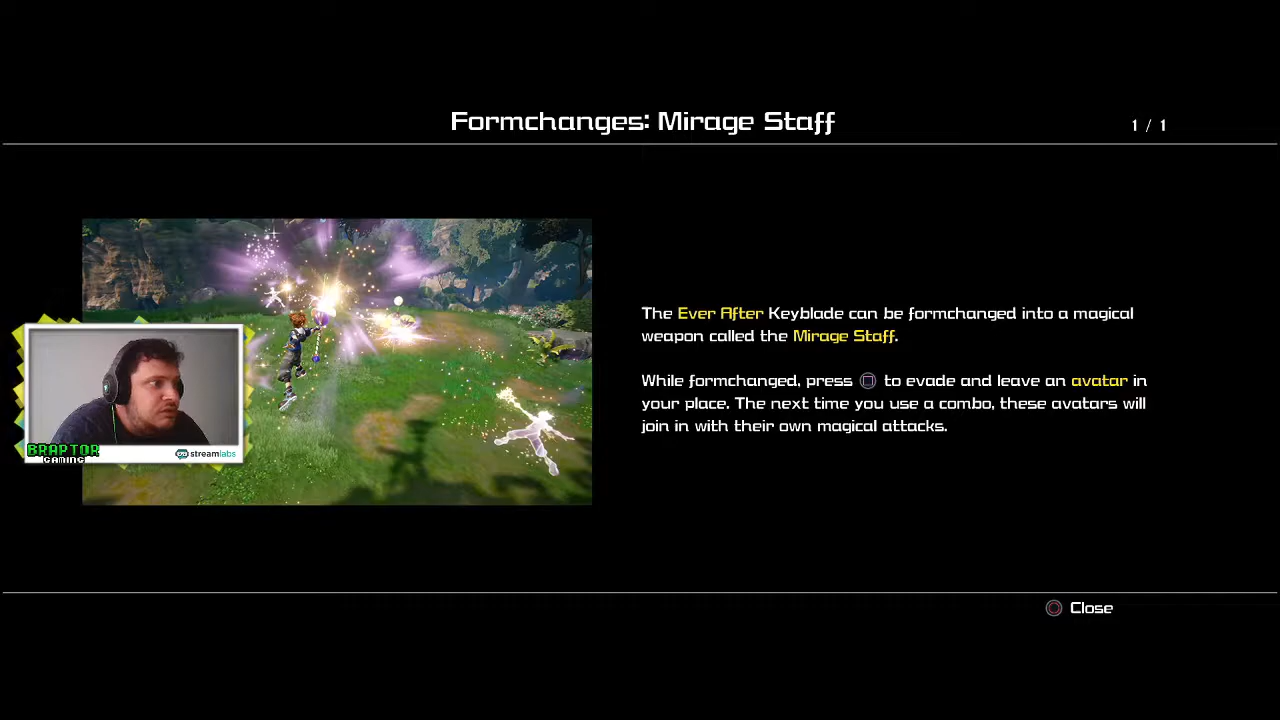 Formchanges: Mirage Staff
1 / 1
The Ever After Keyblade can be formchanged into a magical
weapon called the Mirage Staff.
While formchanged, press to evade and leave an avatar in
your place. The next time you use a combo, these avatars will
join in with their own magical attacks.
BRAPTOR
GAMING
streamlabs
Close